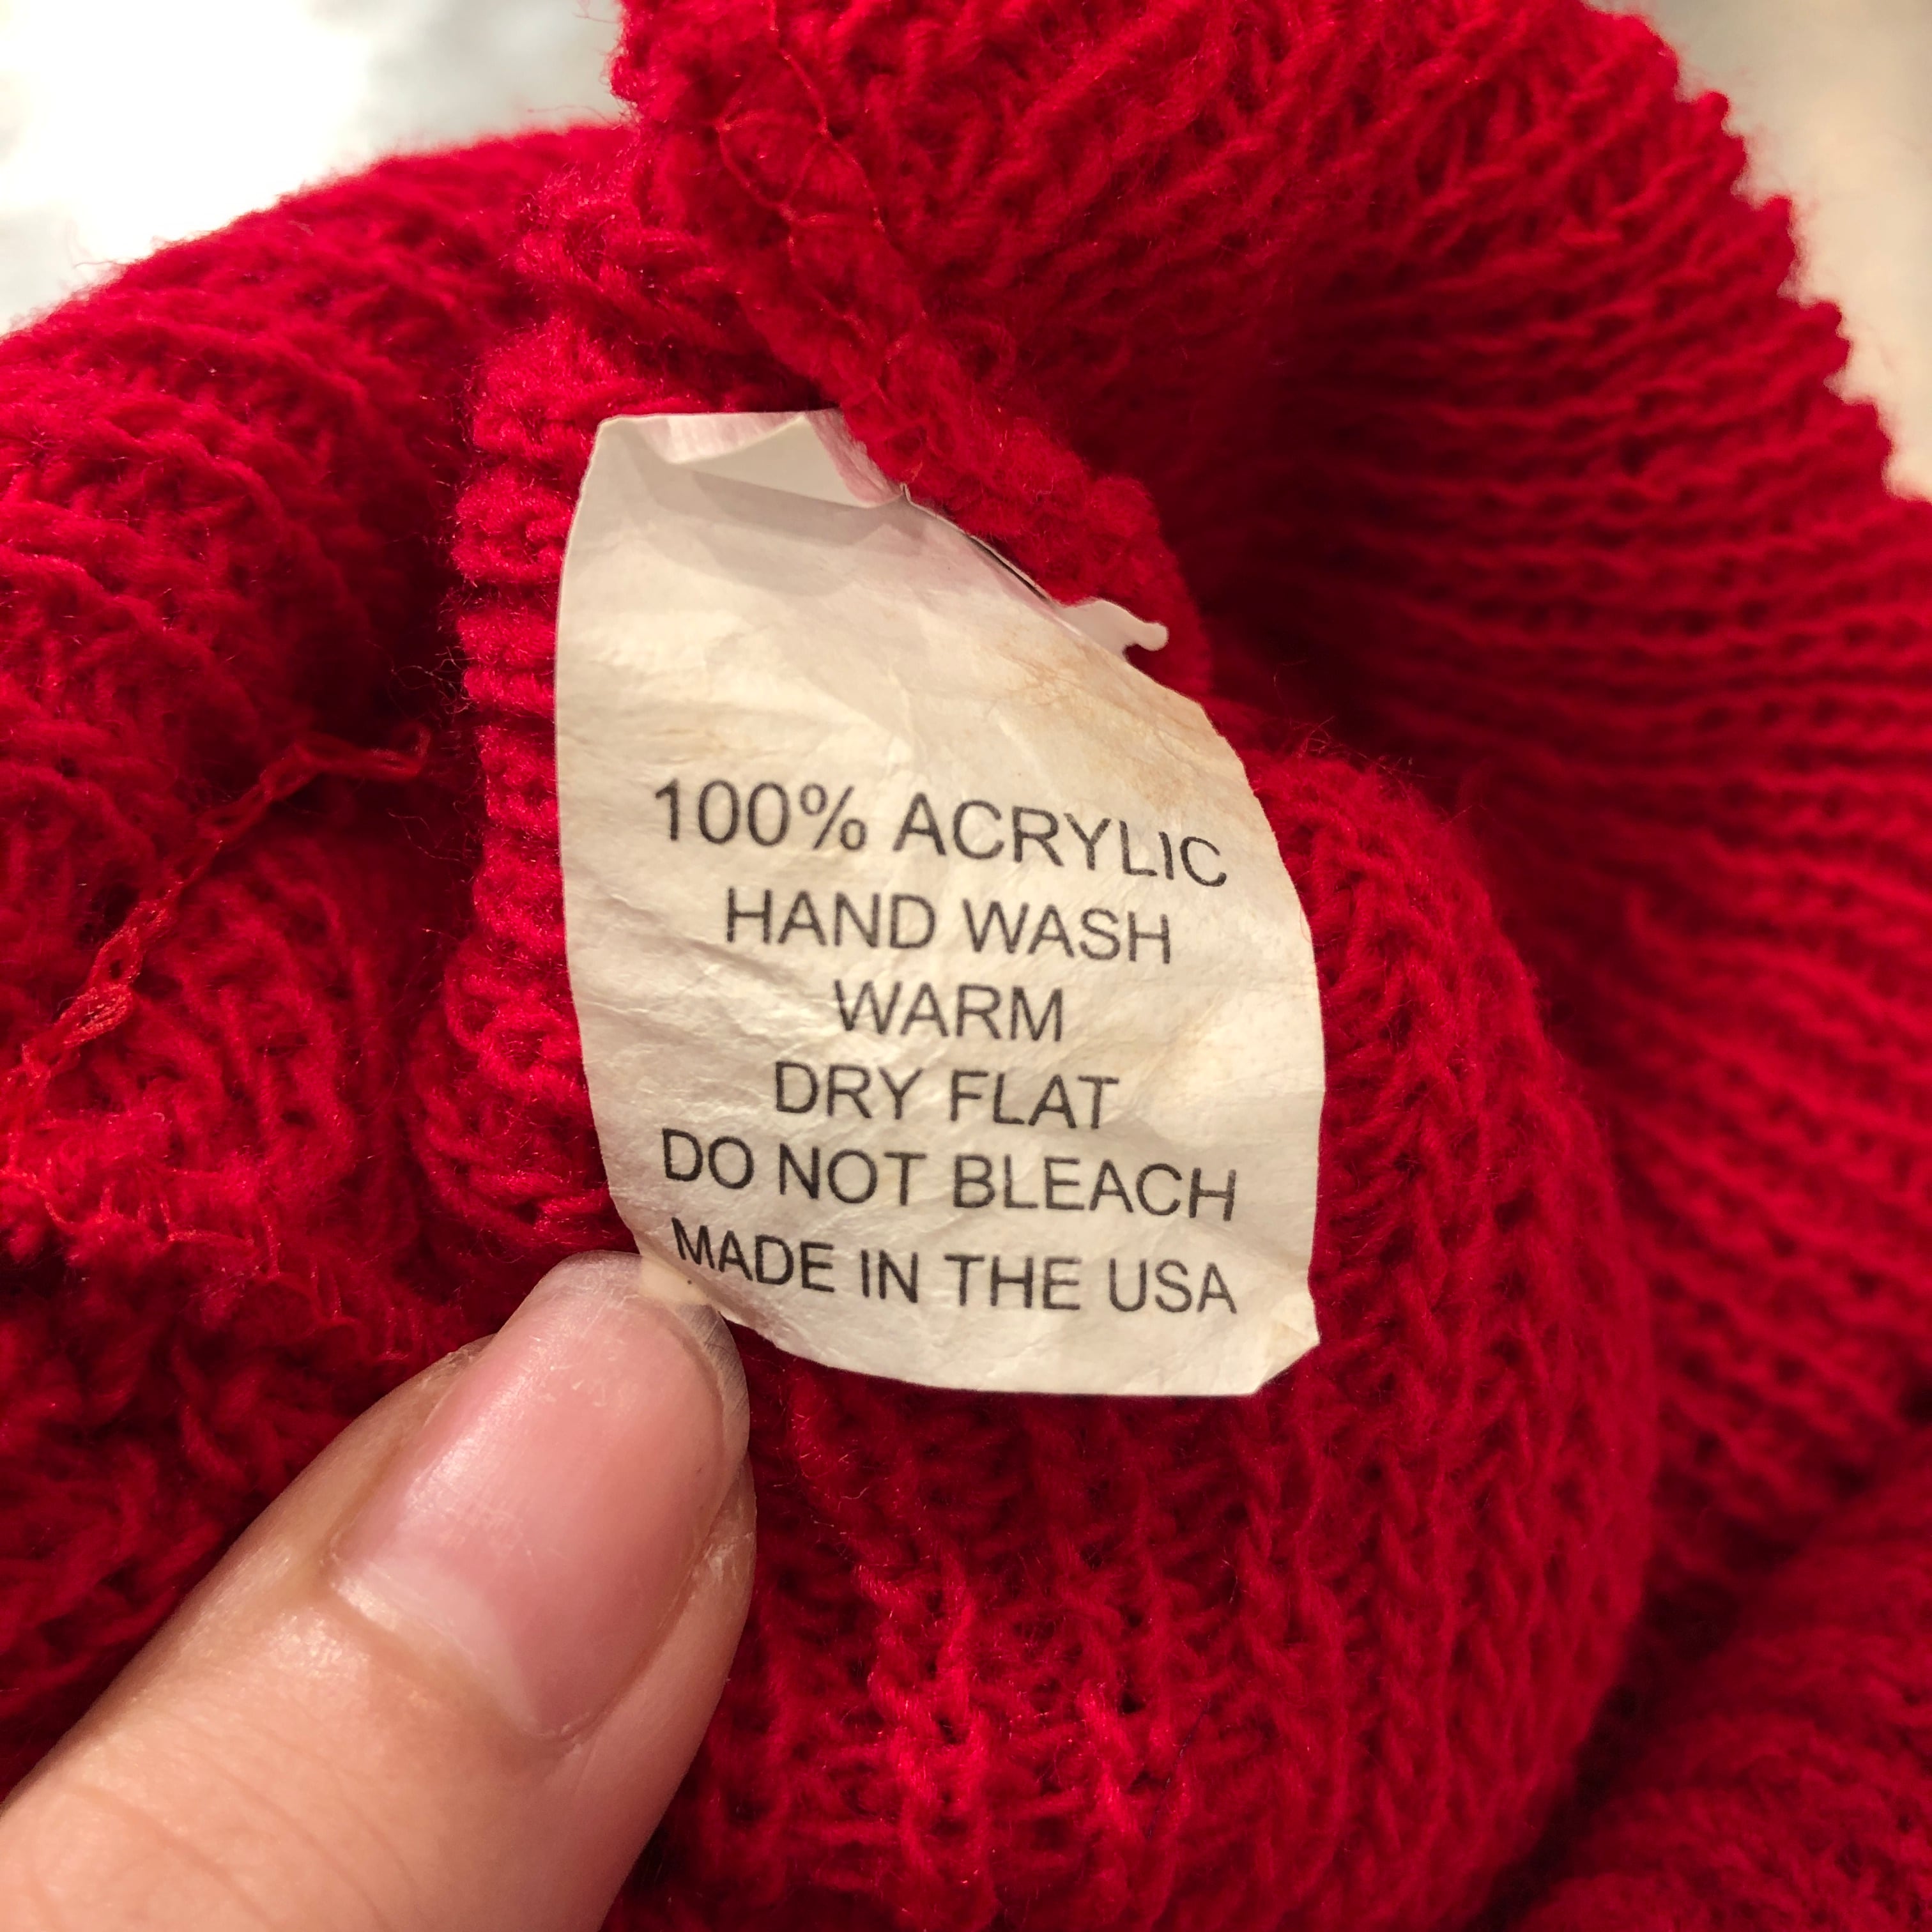 100% ACRYLIC
HAND WASH
WARM
DRY FLAT
DO NOT BLEACH
MADE IN THE USA